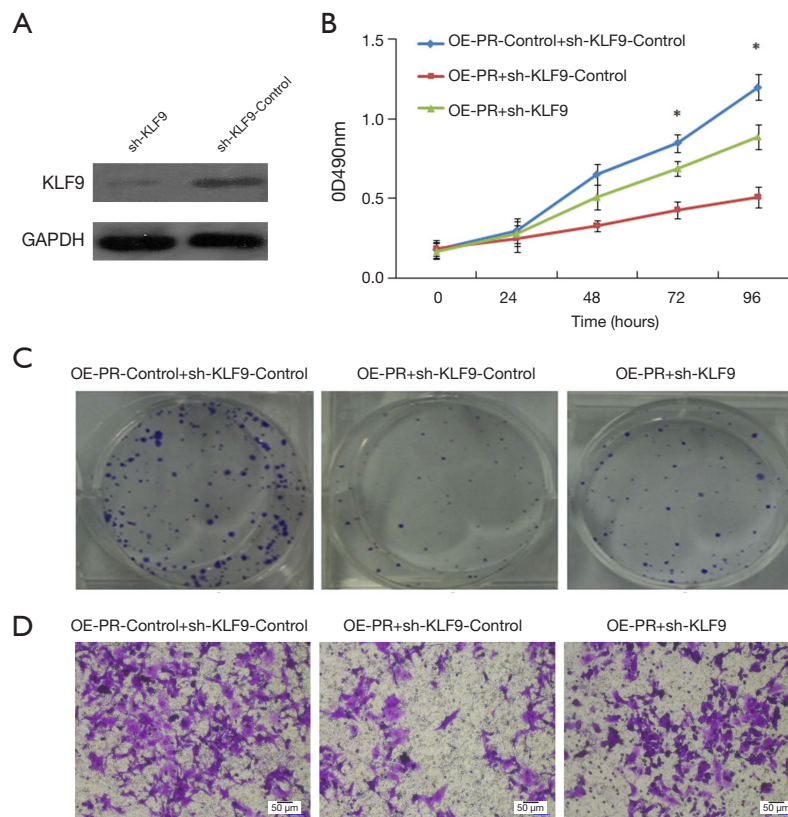 A
sh-KLF9
sh-KLF9-Control
KLF9
GAPDH
B
1.5
1.0
0.5
0.0
0D490nm
OE-PR-Control+sh-KLF9-Control
OE-PR+sh-KLF9-Control
OE-PR+sh-KLF9
*
*
0 24 48 72 96
Time (hours)
C
OE-PR-Control+sh-KLF9-Control OE-PR+sh-KLF9-Control OE-PR+sh-KLF9
D
OE-PR-Control+sh-KLF9-Control OE-PR+sh-KLF9-Control OE-PR+sh-KLF9
50 μm 50 μm 50 μm